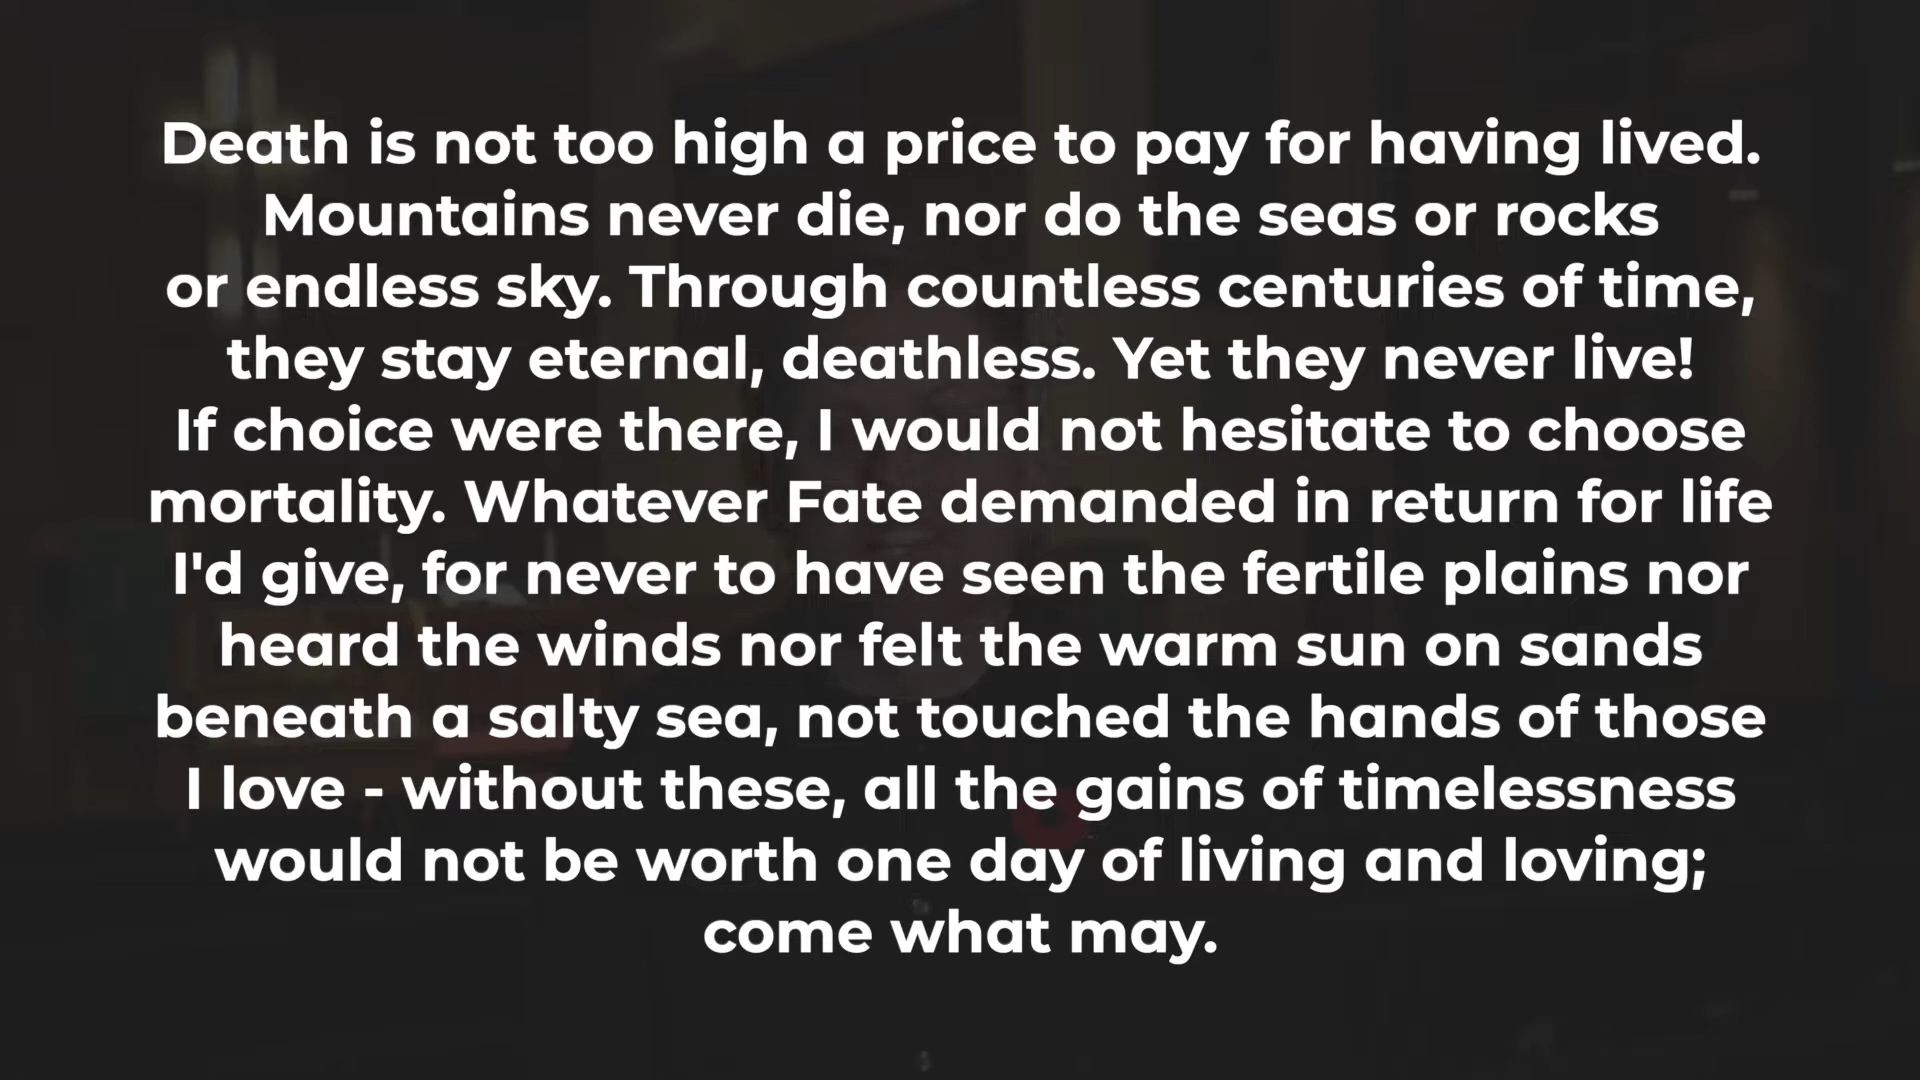 Death is not too high a price to pay for having lived.
Mountains never die, nor do the seas or rocks
or endless sky. Through countless centuries of time,
they stay eternal, deathless. Yet they never live!
If choice were there, I would not hesitate to choose
mortality. Whatever Fate demanded in return for life
I'd give, for never to have seen the fertile plains nor
heard the winds nor felt the warm sun on sands
beneath a salty sea, not touched the hands of those
I love - without these, all the gains of timelessness
would not be worth one day of living and loving;
come what may.